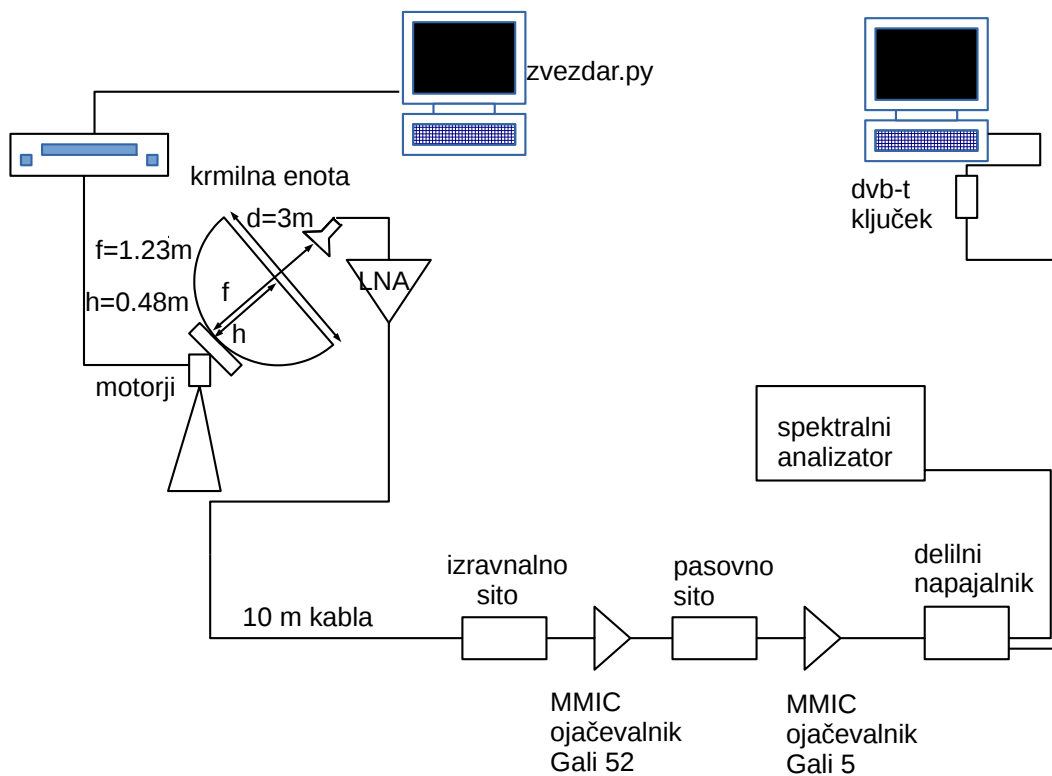 zvezdar.py
krmilna enota
d=3m
f=1.23m
f
h=0.48m
h
LNA
motorji
dvb-t
ključek
spektralni
analizator
10 m kabla
izravnalno
sito
MMIC
ojačevalnik
Gali 52
pasovno
sito
MMIC
ojačevalnik
Gali 5
delilni
napajalnik